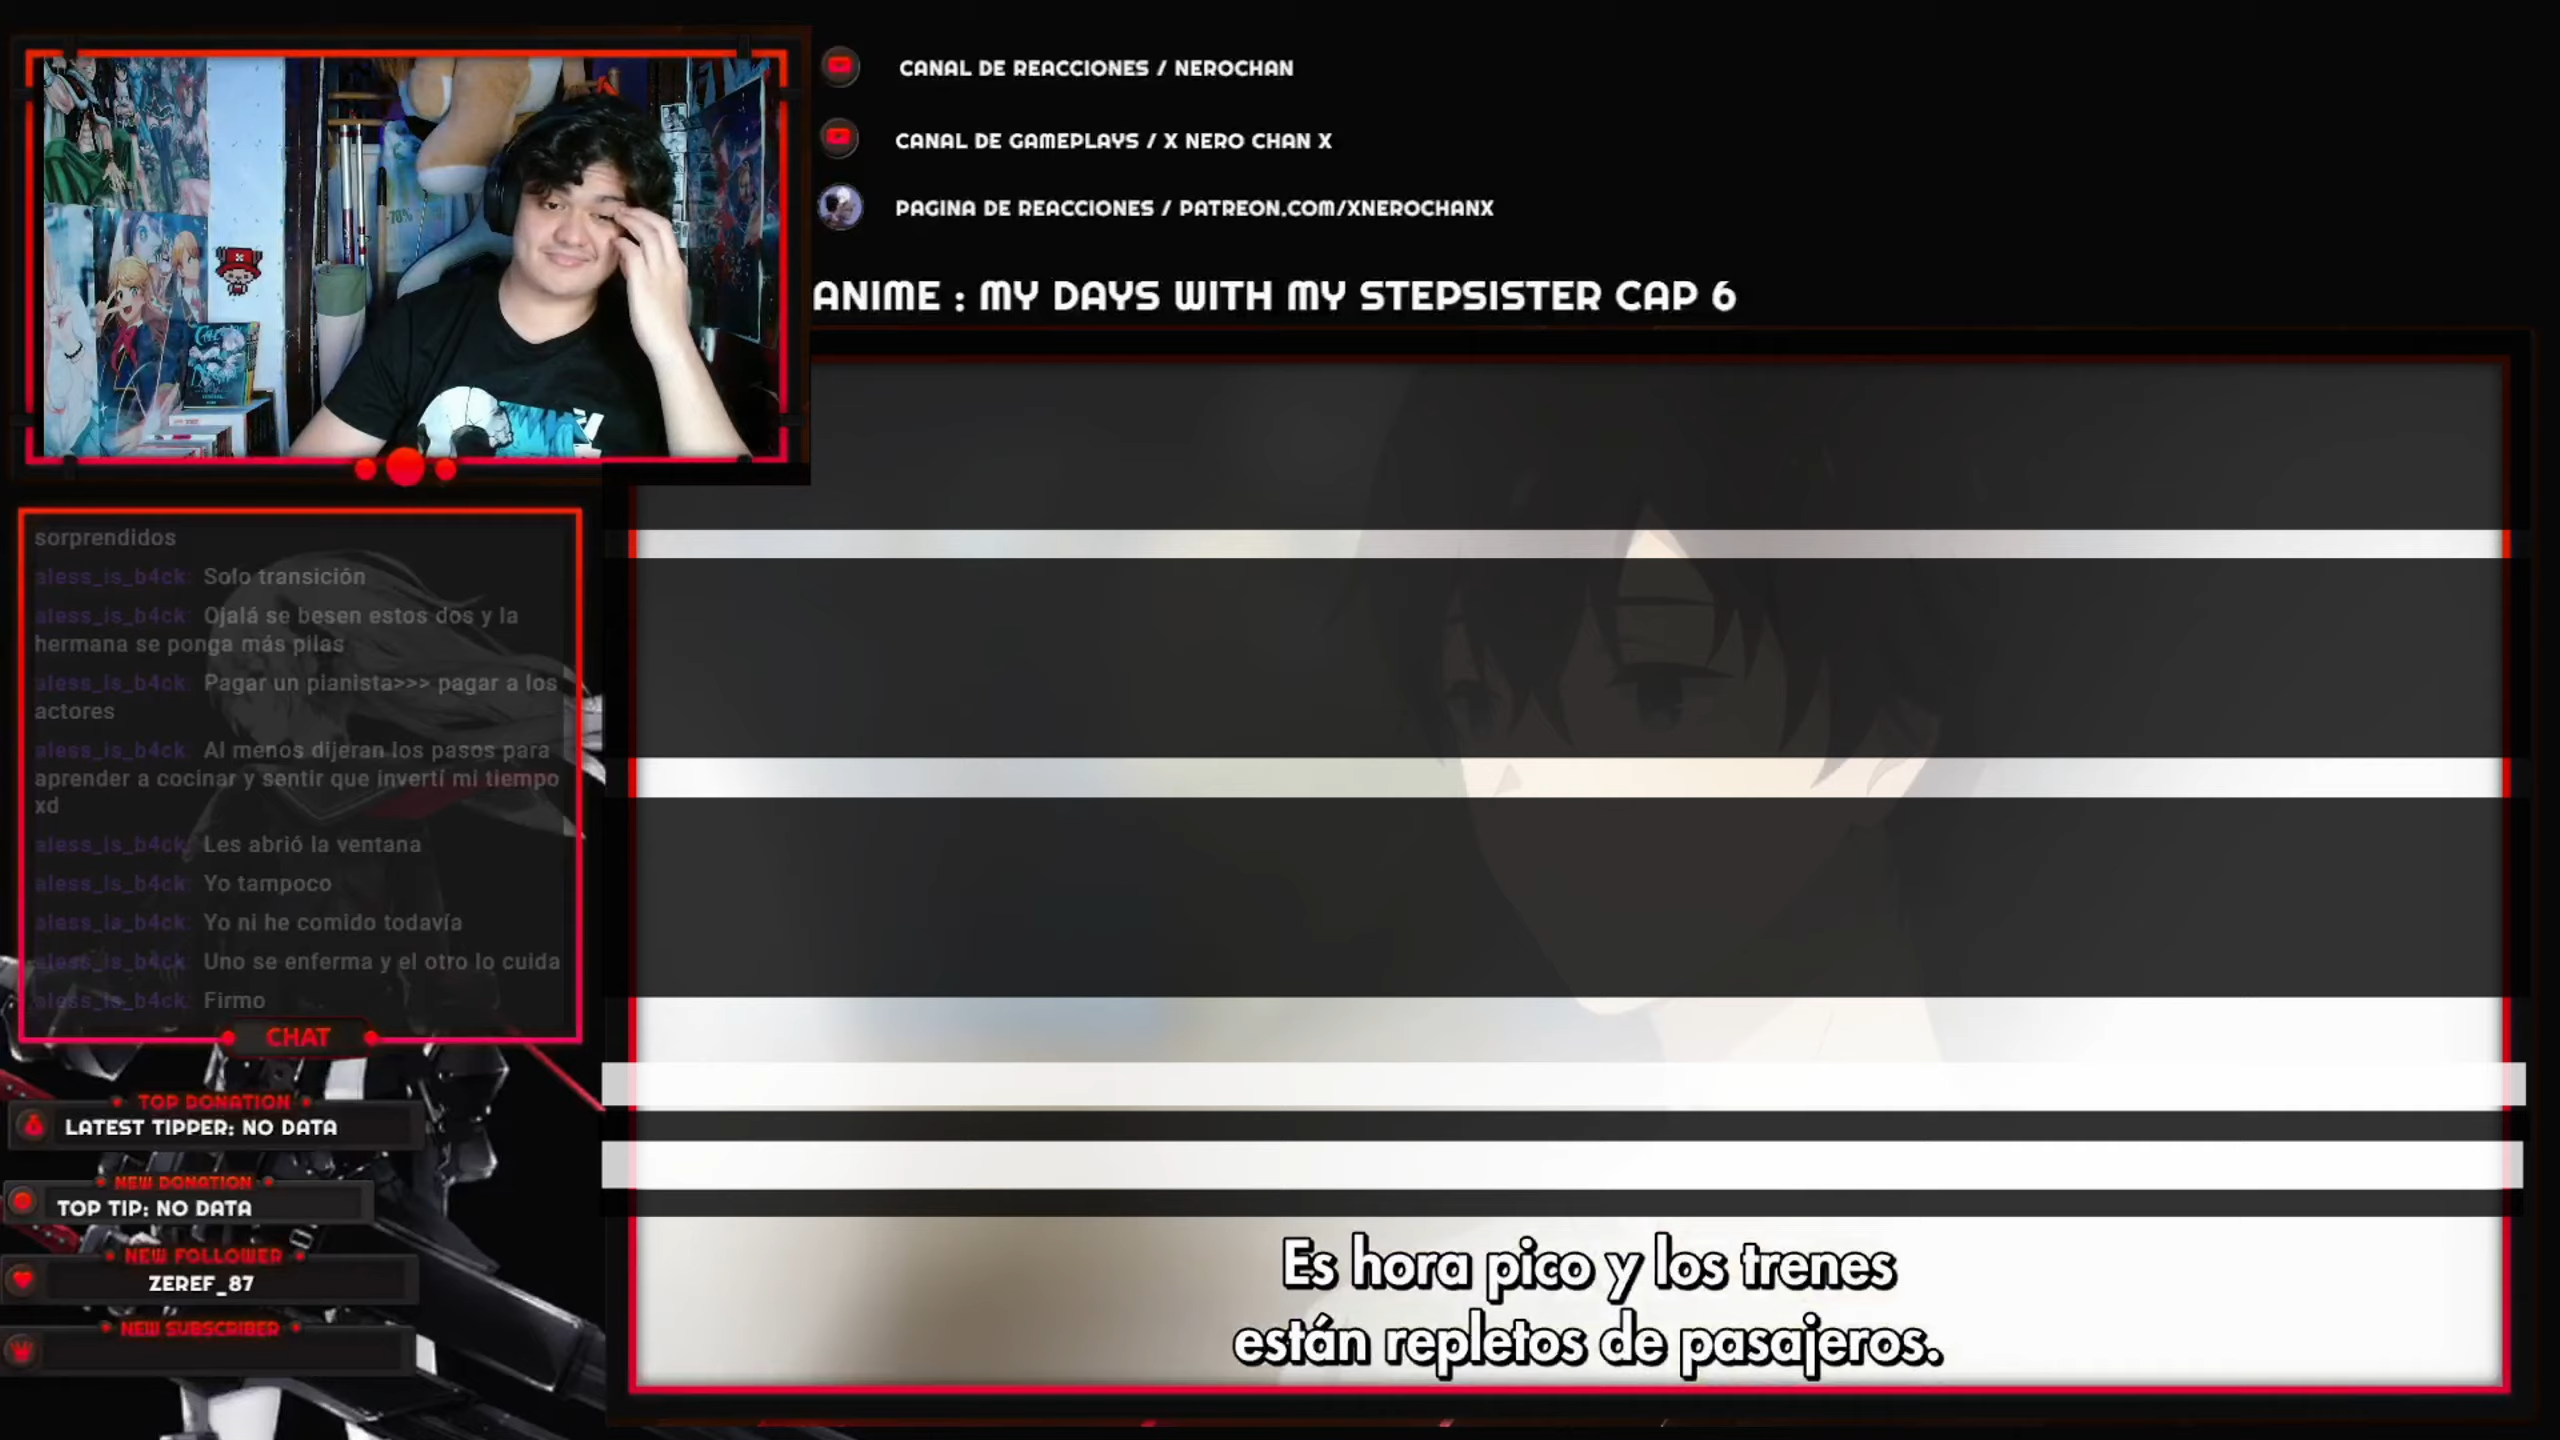 CANAL DE REACCIONES / NEROCHAN
CANAL DE GAMEPLAYS / X NERO CHAN X
PAGINA DE REACCIONES / PATREON.COM/XNEROCHANX
ANIME : MY DAYS WITH MY STEPSISTER CAP 6
-70%
sorprendidos
aless_is_b4ck: Solo transición
aless_is_b4ck: Ojalá se besen estos dos y la
hermana se ponga más pilas
aless_is_b4ck: Pagar un pianista>>> pagar a los
actores
aless_is_b4ck: Al menos dijeran los pasos para
aprender a cocinar y sentir que invertí mi tiempo
xd
aless_is_b4ck: Les abrió la ventana
aless_is_b4ck: Yo tampoco
aless_is_b4ck: Yo ni he comido todavía
aless_is_b4ck: Uno se enferma y el otro lo cuida
aless_is_b4ck: Firmo
CHAT
TOP DONATION
LATEST TIPPER: NO DATA
NEW DONATION
TOP TIP: NO DATA
NEW FOLLOWER
ZEREF_87
NEW SUBSCRIBER
Es hora pico y los trenes
están repletos de pasajeros.